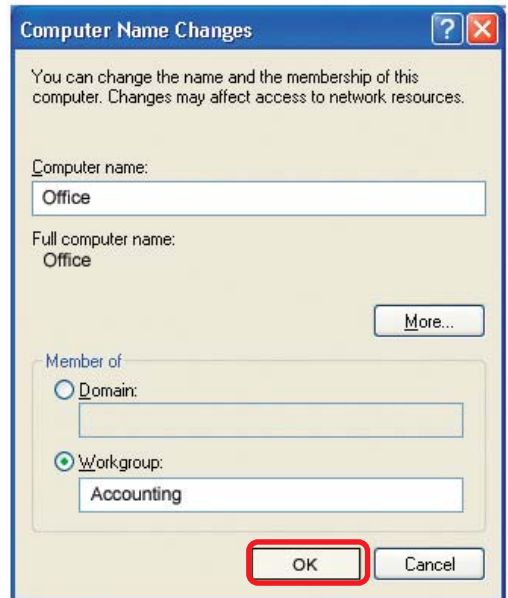 Computer Name Changes
You can change the name and the membership of this
computer. Changes may affect access to network resources.
Computer name:
Office
Full computer name:
Office
More...
Member of
Domain:
Workgroup:
Accounting
OK
Cancel